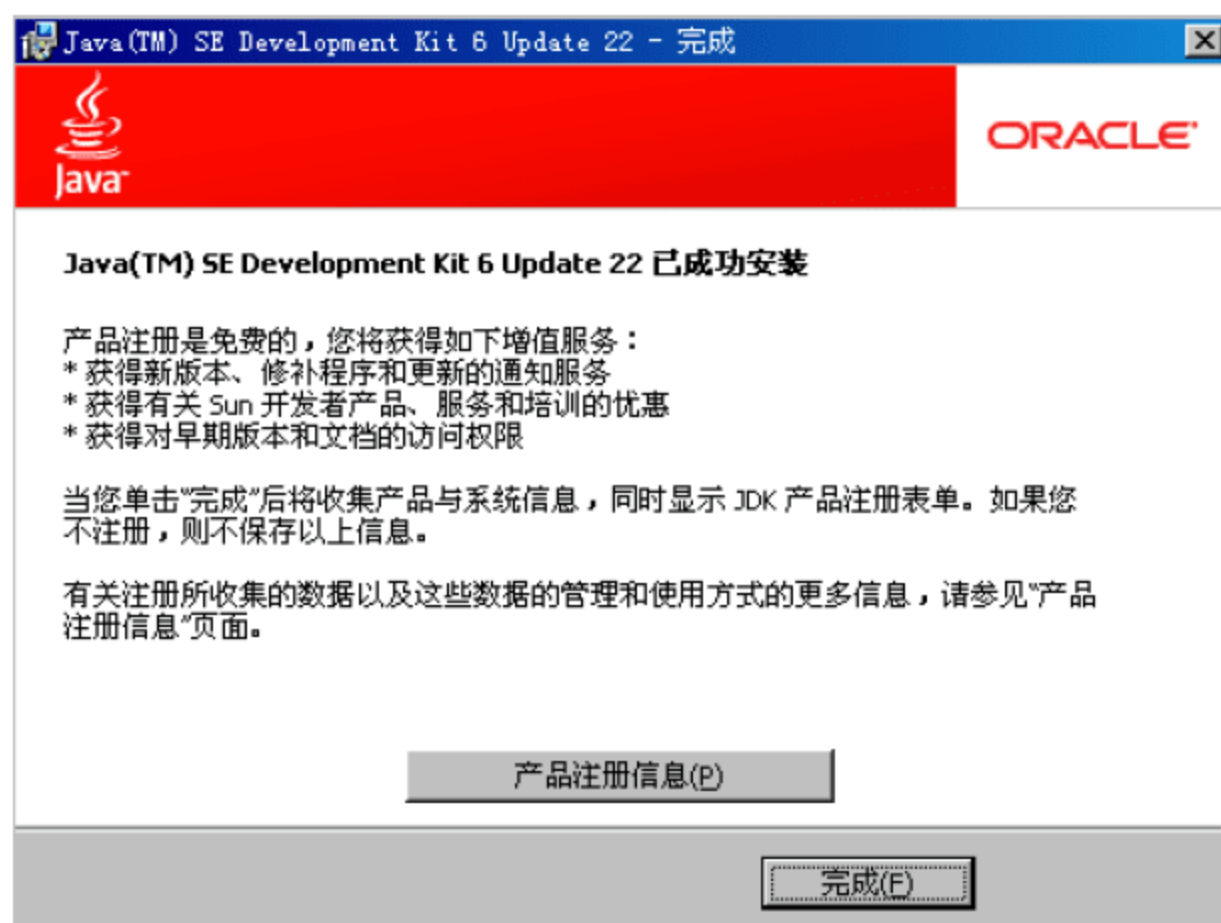 Java(TM) SE Development Kit 6 Update 22 - 完成
Java
ORACLE
Java(TM) SE Development Kit 6 Update 22 已成功安装
产品注册是免费的，您将获得如下增值服务：
* 获得新版本、修补程序和更新的通知服务
* 获得有关 Sun 开发者产品、服务和培训的优惠
* 获得对早期版本和文档的访问权限
当您单击“完成”后将收集产品与系统信息，同时显示 JDK 产品注册表单。如果您
不注册，则不保存以上信息。
有关注册所收集的数据以及这些数据的管理和使用方式的更多信息，请参见“产品
注册信息”页面。
产品注册信息(P)
完成(F)